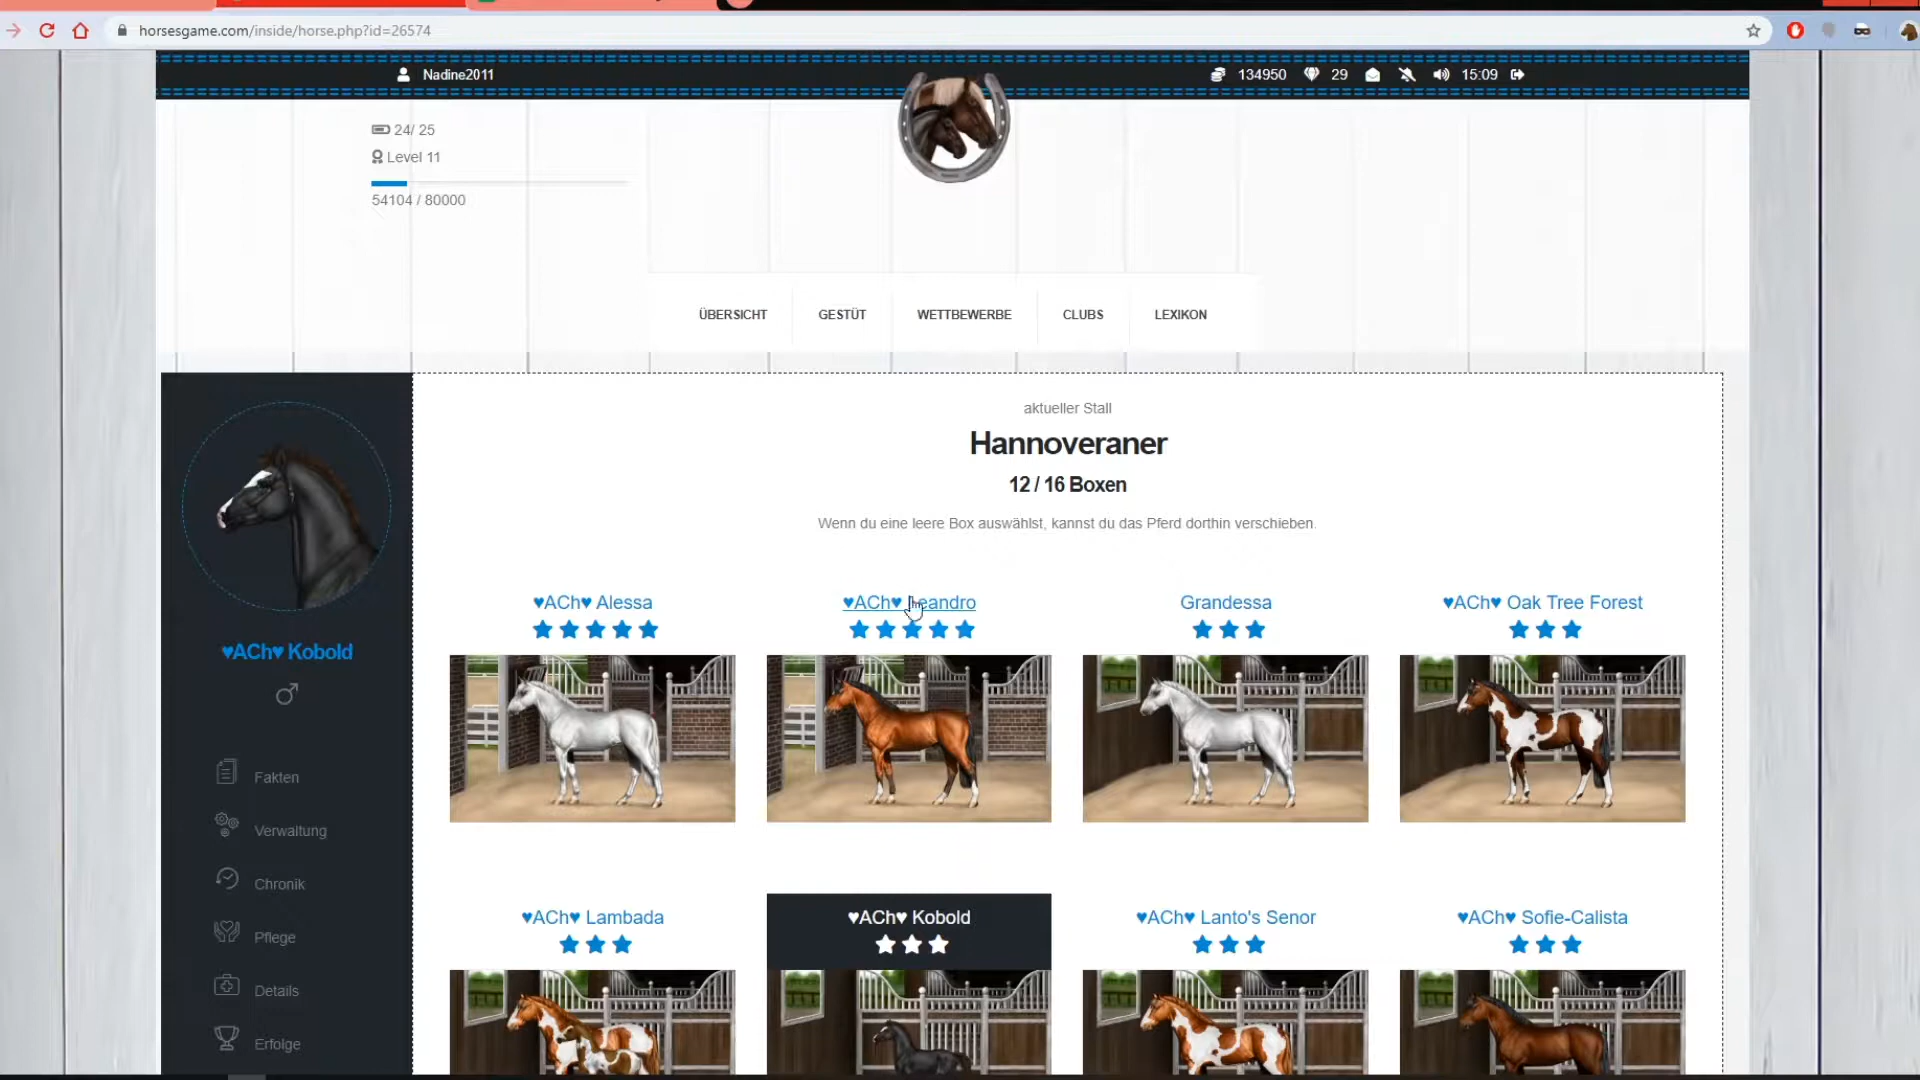 horsesgame.com/inside/horse.php?id=26574
Nadine2011
134950 29 15:09
24/ 25
Level 11
54104 / 80000
ÜBERSICHT GESTÜT WETTBEWERBE CLUBS LEXIKON
aktueller Stall
Hannoveraner
12 / 16 Boxen
Wenn du eine leere Box auswählst, kannst du das Pferd dorthin verschieben.
♥ACh♥ Alessa ♥ACh♥ Leandro Grandessa ♥ACh♥ Oak Tree Forest
♥ACh♥ Kobold
Fakten
Verwaltung
Chronik
Pflege
Details
Erfolge
♥ACh♥ Lambada ♥ACh♥ Kobold ♥ACh♥ Lanto's Senor ♥ACh♥ Sofie-Calista